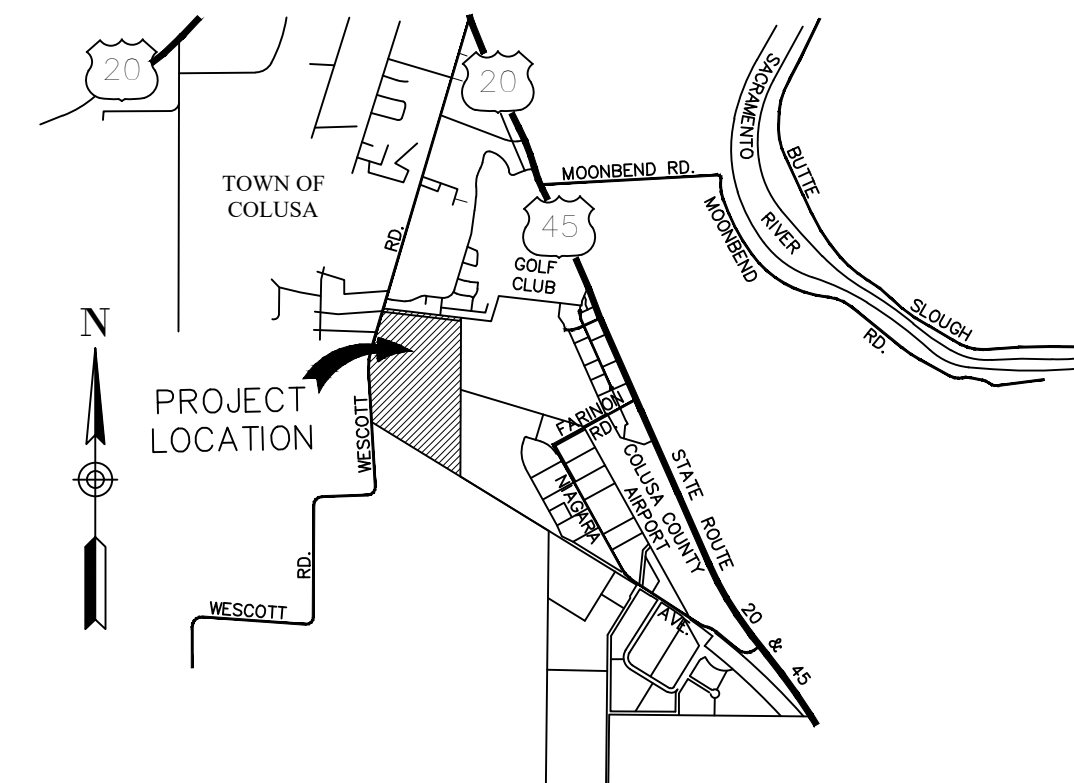 20
20
SACRAMENTO
BUTTE
MOONBEND RD.
TOWN OF
COLUSA
MOONBEND
RD.
45
RIVER
GOLF
CLUB
SLOUGH
RD.
N
PROJECT
LOCATION
WESCOTT
FARINON
RD.
COLUSA COUNTY
AIRPORT
STATE ROUTE
NIAGARA
RD.
WESCOTT
AVE.
20 & 45